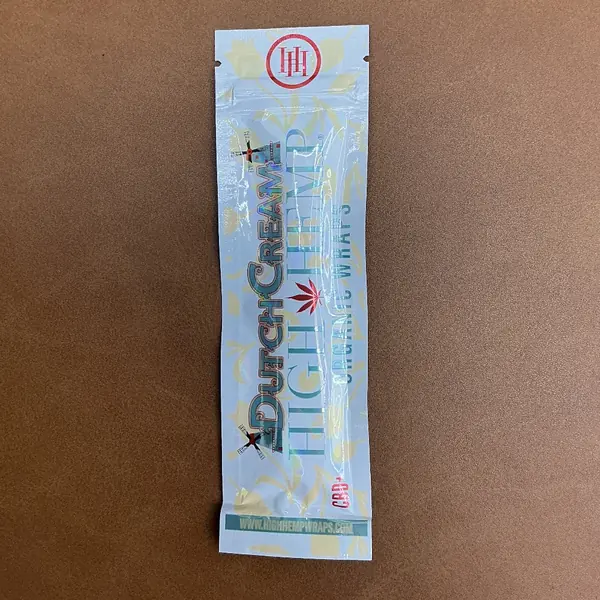 HH
DUTCH CREAM
HIGH HEMP
ORGANIC WRAPS
CBD+
WWW.HIGHHEMPWRAPS.COM